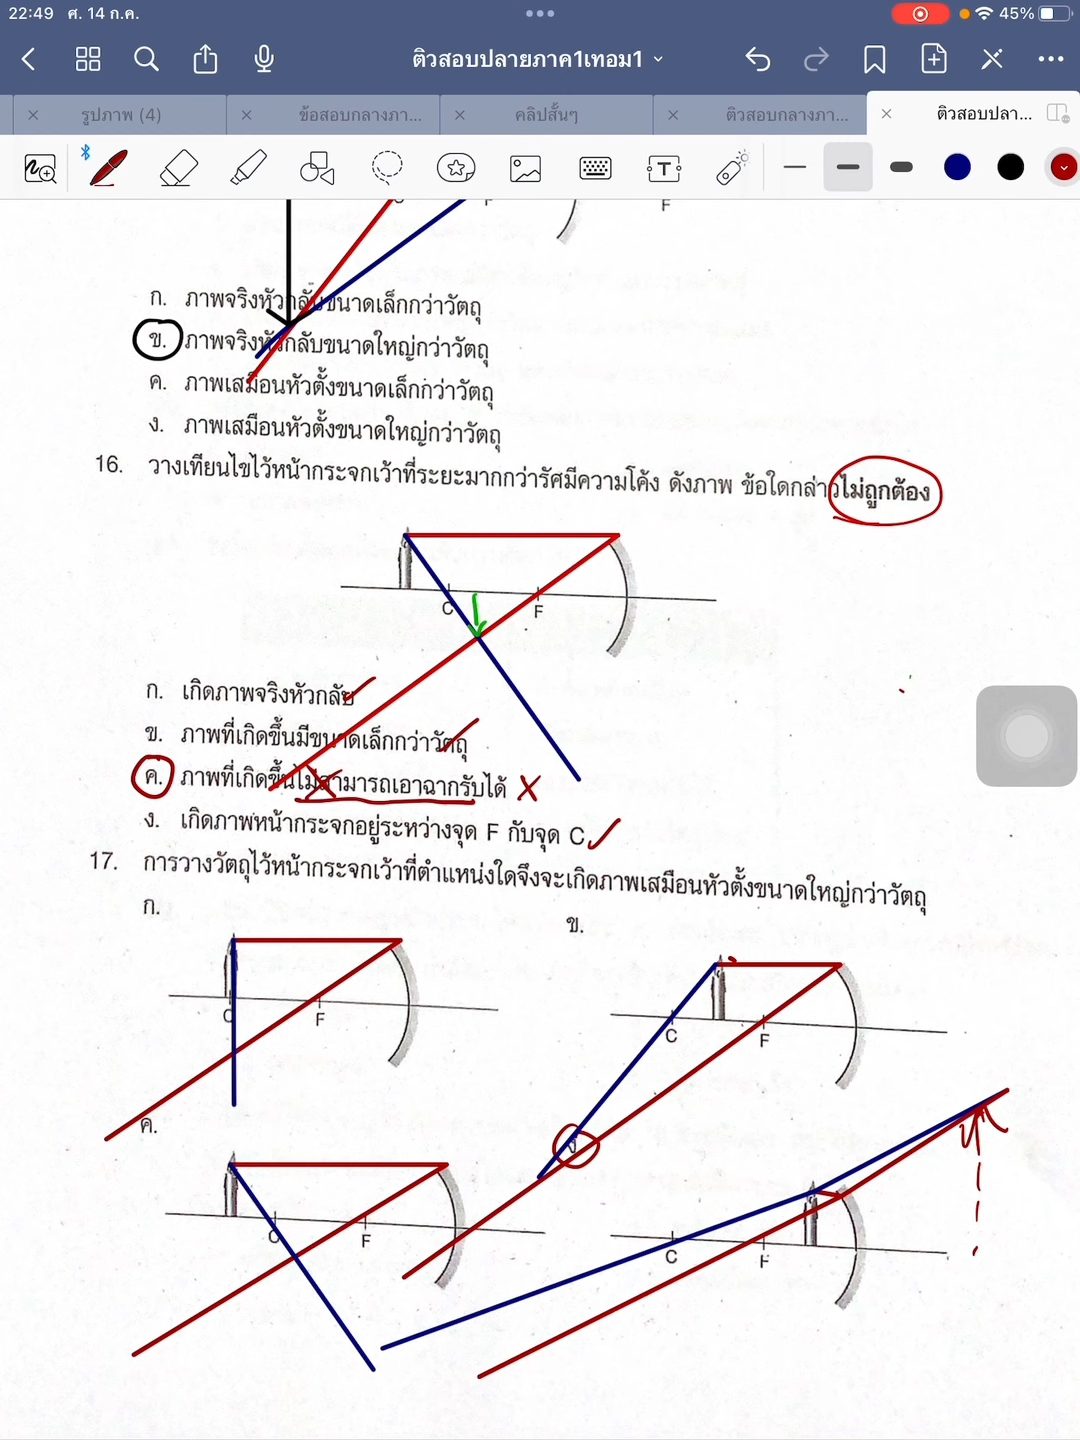 22:49 ศ. 14 ก.ค.
45%
ติวสอบปลายภาค1เทอม1
รูปภาพ (4)
ข้อสอบกลางภา...
คลิปสั้นๆ
ติวสอบกลางภา...
ติวสอบปลา...
F
ก. ภาพจริงหัวกลับขนาดเล็กกว่าวัตถุ
ข. ภาพจริงหัวกลับขนาดใหญ่กว่าวัตถุ
ค. ภาพเสมือนหัวตั้งขนาดเล็กกว่าวัตถุ
ง. ภาพเสมือนหัวตั้งขนาดใหญ่กว่าวัตถุ
16. วางเทียนไขไว้หน้ากระจกเว้าที่ระยะมากกว่ารัศมีความโค้ง ดังภาพ ข้อใดกล่าวไม่ถูกต้อง
C F
ก. เกิดภาพจริงหัวกลับ
ข. ภาพที่เกิดขึ้นมีขนาดเล็กกว่าวัตถุ
ค. ภาพที่เกิดขึ้นไม่สามารถเอาฉากรับได้
ง. เกิดภาพหน้ากระจกอยู่ระหว่างจุด F กับจุด C
17. การวางวัตถุไว้หน้ากระจกเว้าที่ตำแหน่งใดจึงจะเกิดภาพเสมือนหัวตั้งขนาดใหญ่กว่าวัตถุ
ก.
ข.
C F
C F
ค.
ง.
C F
C F